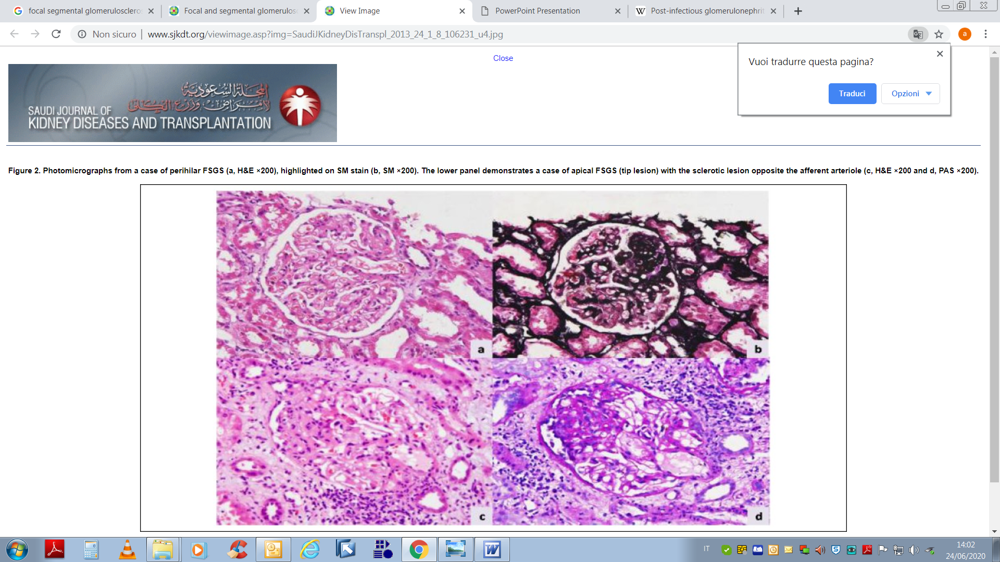 focal segmental glomeruloscleros
Focal and segmental glomerulosc
View Image
PowerPoint Presentation
Post-infectious glomerulonephrit
Non sicuro
www.sjkdt.org/viewimage.asp?img=SaudiJKidneyDisTranspl_2013_24_1_8_106231_u4.jpg
a
Close
Vuoi tradurre questa pagina?
Traduci
Opzioni
المجلة السعودية
لأمراض وزرع الكلى
SAUDI JOURNAL OF
KIDNEY DISEASES AND TRANSPLANTATION
Figure 2. Photomicrographs from a case of perihilar FSGS (a, H&E ×200), highlighted on SM stain (b, SM ×200). The lower panel demonstrates a case of apical FSGS (tip lesion) with the sclerotic lesion opposite the afferent arteriole (c, H&E ×200 and d, PAS ×200).
a
b
c
d
IT
14:02
24/06/2020